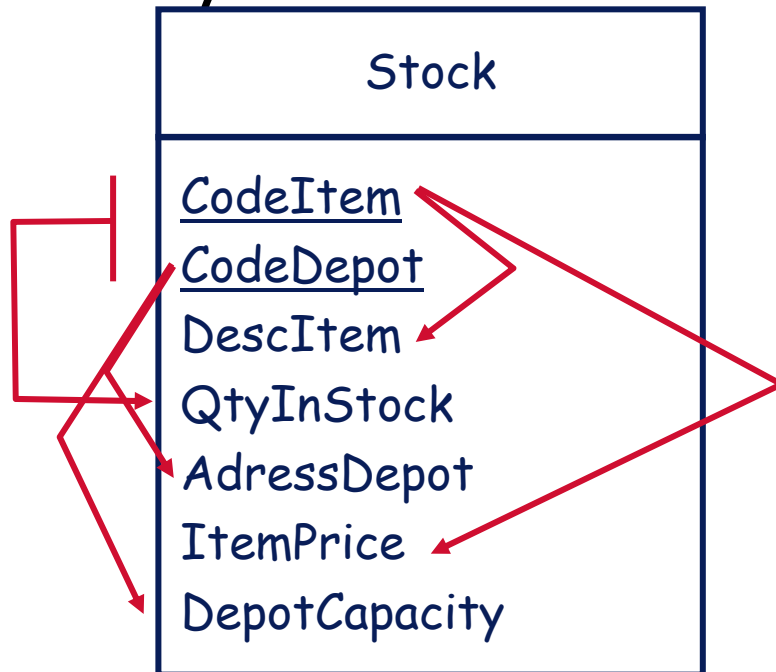 Stock
CodeItem
CodeDepot
DescItem
QtyInStock
AdressDepot
ItemPrice
DepotCapacity